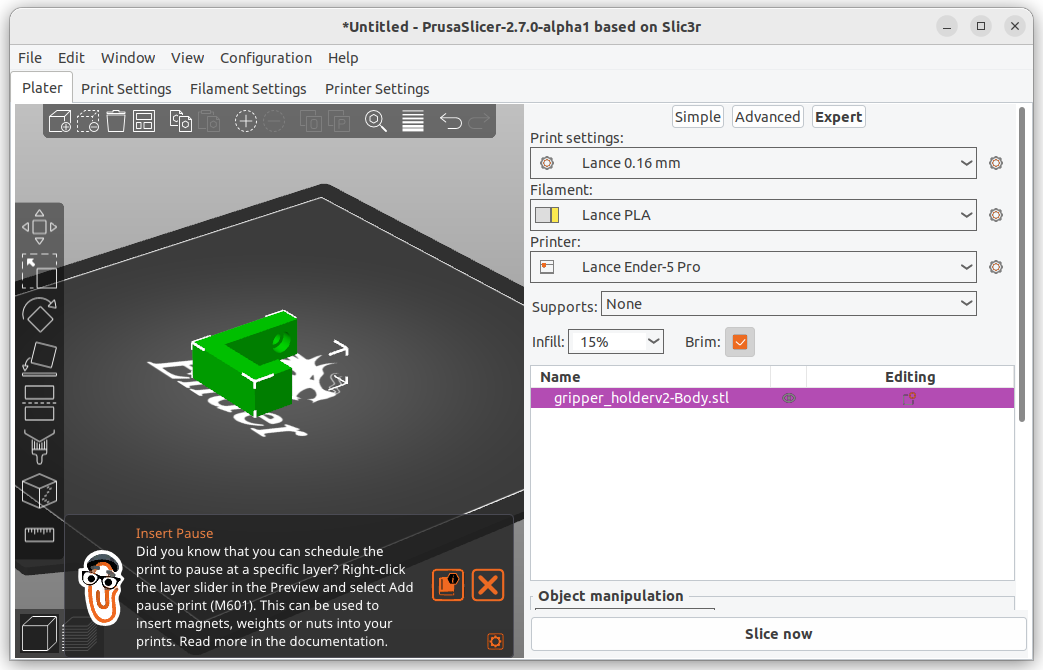 *Untitled - PrusaSlicer-2.7.0-alpha1 based on Slic3r
File Edit Window View Configuration Help
Plater Print Settings Filament Settings Printer Settings
Simple Advanced Expert
Print settings:
Lance 0.16 mm
Filament:
Lance PLA
Printer:
Lance Ender-5 Pro
Supports: None
Infill: 15% Brim:
Name Editing
gripper_holderv2-Body.stl
Insert Pause
Did you know that you can schedule the
print to pause at a specific layer? Right-click
the layer slider in the Preview and select Add
pause print (M601). This can be used to
insert magnets, weights or nuts into your
prints. Read more in the documentation.
Object manipulation
Slice now